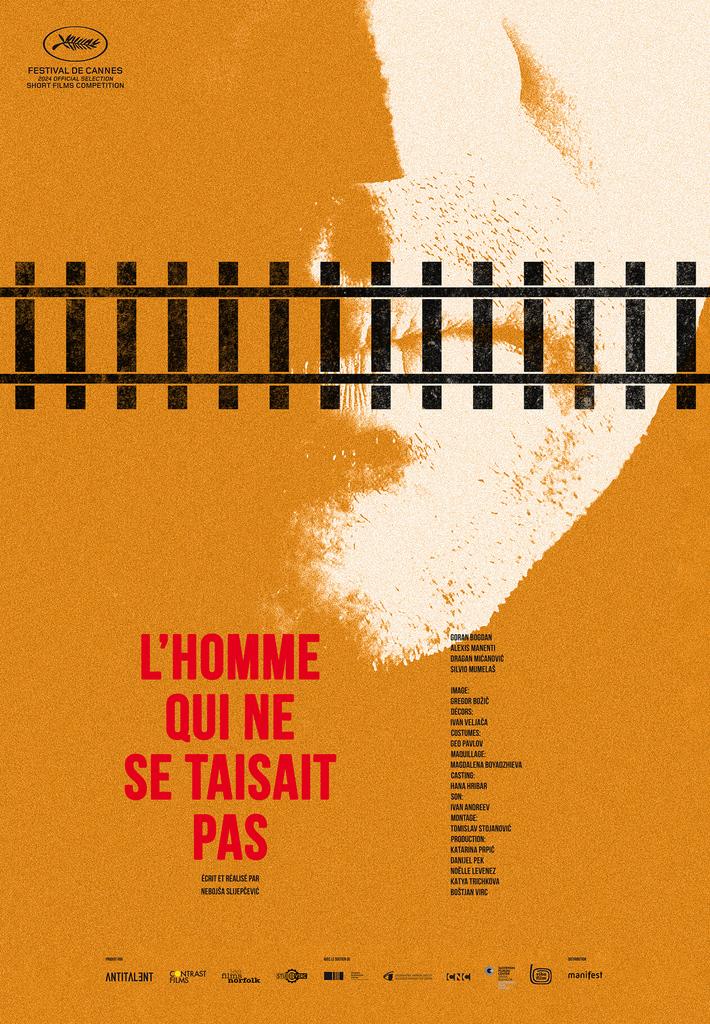 FESTIVAL DE CANNES
2024 OFFICIAL SELECTION
SHORT FILMS COMPETITION
L'HOMME
QUI NE
SE TAISAIT
PAS
ÉCRIT ET RÉALISÉ PAR
NEBOJŠA SLIJEPČEVIĆ
GORAN BOGDAN
ALEXIS MANENTI
DRAGAN MIĆANOVIĆ
SILVIO MUMELAŠ
IMAGE:
GREGOR BOŽIČ
DÉCORS:
IVAN VELJAČA
COSTUMES:
GEO PAVLOV
MAQUILLAGE:
MAGDALENA BOYADZHIEVA
CASTING:
HANA HRIBAR
SON:
IVAN ANDREEV
MONTAGE:
TOMISLAV STOJANOVIĆ
PRODUCTION:
KATARINA PRPIĆ
DANIJEL PEK
NOËLLE LEVENEZ
KATYA TRICHKOVA
BOŠTJAN VIRC
ANTITALENT
CONTRAST
FILMS
films
norfolk
CNC
manifest